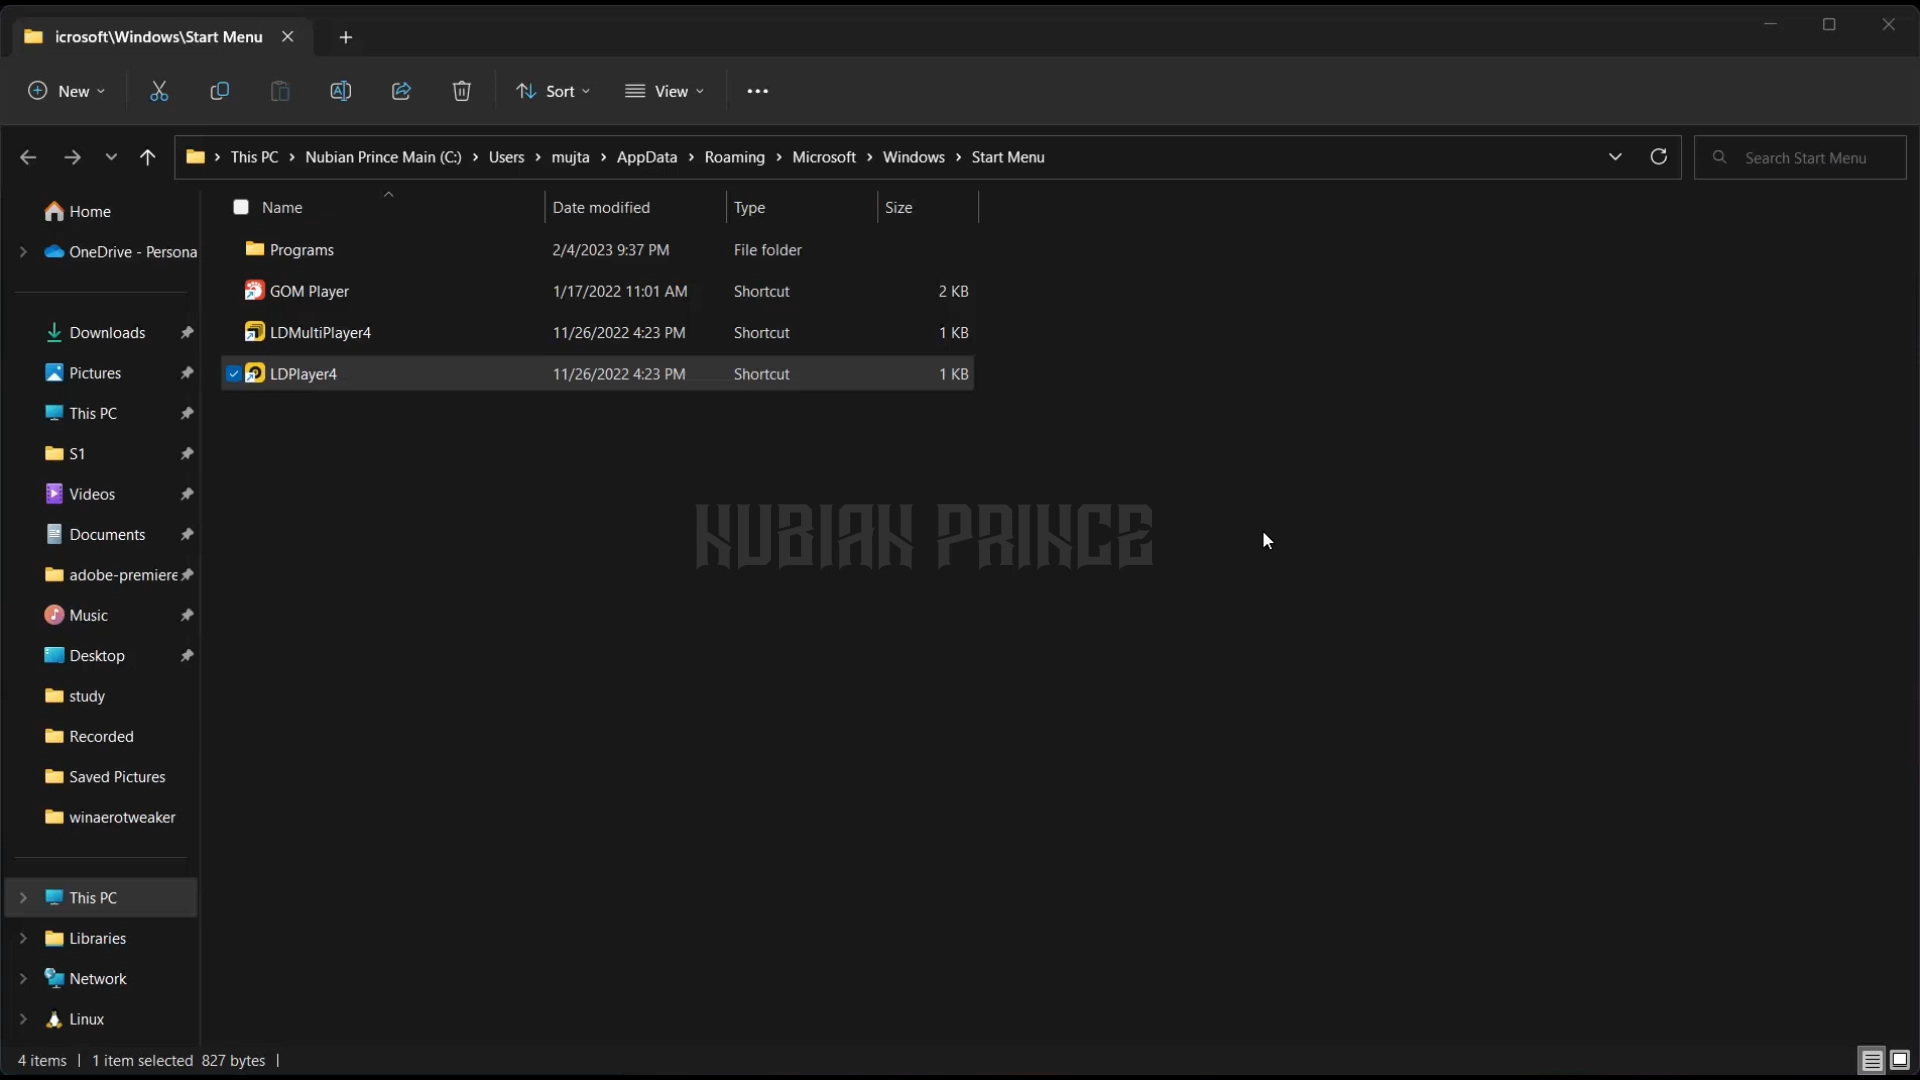 icrosoft\Windows\Start Menu
New
Sort
View
This PC
Nubian Prince Main (C:)
Users
mujta
AppData
Roaming
Microsoft
Windows
Start Menu
Search Start Menu
Name
Date modified
Type
Size
Programs 2/4/2023 9:37 PM File folder
GOM Player 1/17/2022 11:01 AM Shortcut 2 KB
LDMultiPlayer4 11/26/2022 4:23 PM Shortcut 1 KB
LDPlayer4 11/26/2022 4:23 PM Shortcut 1 KB
Home
OneDrive - Persona
Downloads
Pictures
This PC
S1
Videos
Documents
adobe-premiere
Music
Desktop
study
Recorded
Saved Pictures
winaerotweaker
This PC
Libraries
Network
Linux
NUBIAN PRINCE
4 items
1 item selected 827 bytes